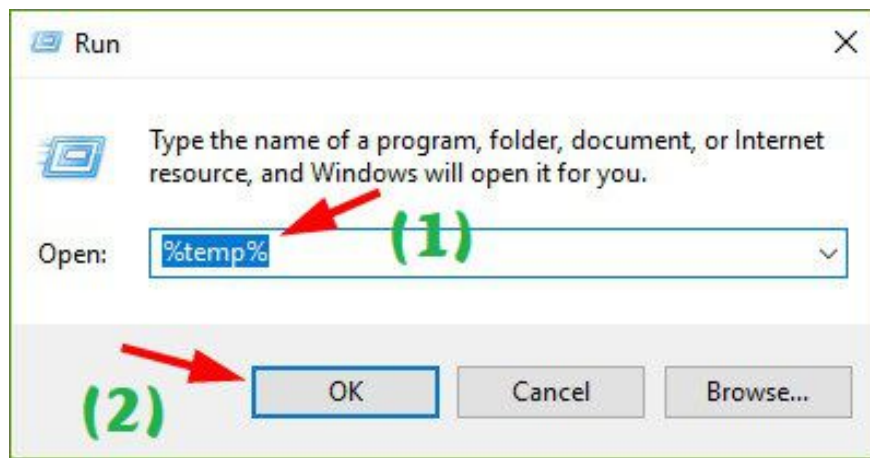 Run
Type the name of a program, folder, document, or Internet
resource, and Windows will open it for you.
Open:
%temp%
(1)
(2)
OK
Cancel
Browse...